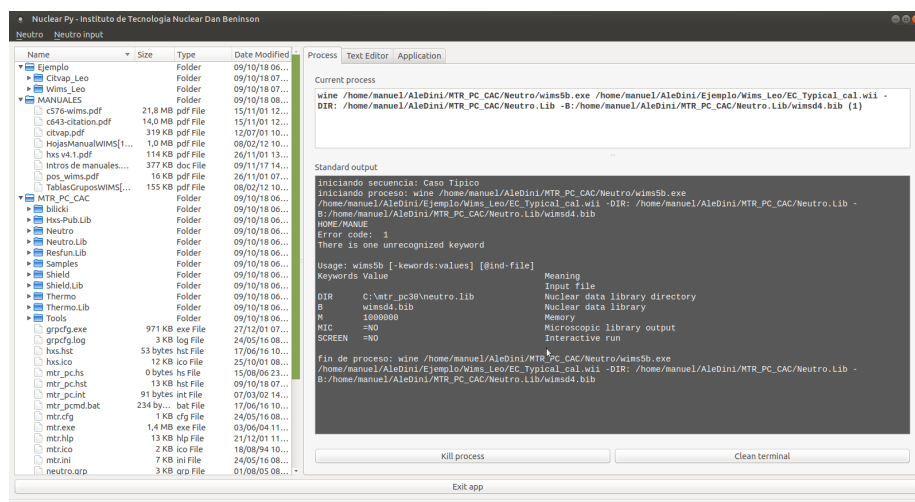 Nuclear Py - Instituto de Tecnología Nuclear Dan Beninson
Neutro Neutro input
Name Size Type Date Modified
Ejemplo Folder 09/10/18 06...
Citvap_Leo Folder 09/10/18 07...
Wims_Leo Folder 09/10/18 07...
MANUALES Folder 09/10/18 08...
c576-wims.pdf 21,8 MB pdf File 15/11/01 12...
c643-citation.pdf 14,0 MB pdf File 15/11/01 12...
citvap.pdf 319 KB pdf File 12/07/01 10...
HojasManualWIMS[1... 1,0 MB pdf File 08/02/12 10...
hxs v4.1.pdf 114 KB pdf File 26/11/01 13...
Intros de manuales.... 377 KB doc File 09/11/17 14...
pos_wims.pdf 16 KB pdf File 26/11/01 07...
TablasGruposWIMS[... 155 KB pdf File 08/02/12 10...
MTR_PC_CAC Folder 09/10/18 06...
bilicki Folder 09/10/18 06...
Hxs-Pub.Lib Folder 09/10/18 06...
Neutro Folder 09/10/18 06...
Neutro.Lib Folder 09/10/18 06...
Resfun.Lib Folder 09/10/18 06...
Samples Folder 09/10/18 06...
Shield Folder 09/10/18 06...
Shield.Lib Folder 09/10/18 06...
Thermo Folder 09/10/18 06...
Thermo.Lib Folder 09/10/18 06...
Tools Folder 09/10/18 06...
grpcfg.exe 971 KB exe File 27/12/01 07...
grpcfg.log 3 KB log File 24/05/16 08...
hxs.hst 53 bytes hst File 17/06/16 10...
hxs.ico 12 KB ico File 25/10/01 08...
mtr_pc.hs 0 bytes hs File 15/08/06 23...
mtr_pc.hst 13 KB hst File 09/10/18 07...
mtr_pc.int 91 bytes int File 07/03/02 14...
mtr_pcmd.bat 234 by... bat File 17/06/16 10...
mtr.cfg 1 KB cfg File 24/05/16 08...
mtr.exe 1,4 MB exe File 03/06/04 11...
mtr.hlp 13 KB hlp File 21/12/01 11...
mtr.ico 2 KB ico File 18/08/94 10...
mtr.ini 7 KB ini File 24/05/16 08...
neutro.grp 3 KB grp File 01/08/05 08...
Process Text Editor Application
Current process
wine /home/manuel/AleDini/MTR_PC_CAC/Neutro/wims5b.exe /home/manuel/AleDini/Ejemplo/Wims_Leo/EC_Typical_cal.wii -
DIR: /home/manuel/AleDini/MTR_PC_CAC/Neutro.Lib -B:/home/manuel/AleDini/MTR_PC_CAC/Neutro.Lib/wimsd4.bib (1)
Standard output
iniciando secuencia: Caso Tipico
iniciando proceso: wine /home/manuel/AleDini/MTR_PC_CAC/Neutro/wims5b.exe
/home/manuel/AleDini/Ejemplo/Wims_Leo/EC_Typical_cal.wii -DIR: /home/manuel/AleDini/MTR_PC_CAC/Neutro.Lib -
B:/home/manuel/AleDini/MTR_PC_CAC/Neutro.Lib/wimsd4.bib
HOME/MANUE
Error code: 1
There is one unrecognized keyword
Usage: wims5b [-kewords:values] [@ind-file]
Keywords Value Meaning
Input file
DIR C:\mtr_pc30\neutro.lib Nuclear data library directory
B wimsd4.bib Nuclear data library
M 1000000 Memory
MIC =NO Microscopic library output
SCREEN =NO Interactive run
fin de proceso: wine /home/manuel/AleDini/MTR_PC_CAC/Neutro/wims5b.exe
/home/manuel/AleDini/Ejemplo/Wims_Leo/EC_Typical_cal.wii -DIR: /home/manuel/AleDini/MTR_PC_CAC/Neutro.Lib -
B:/home/manuel/AleDini/MTR_PC_CAC/Neutro.Lib/wimsd4.bib
Kill process Clean terminal
Exit app